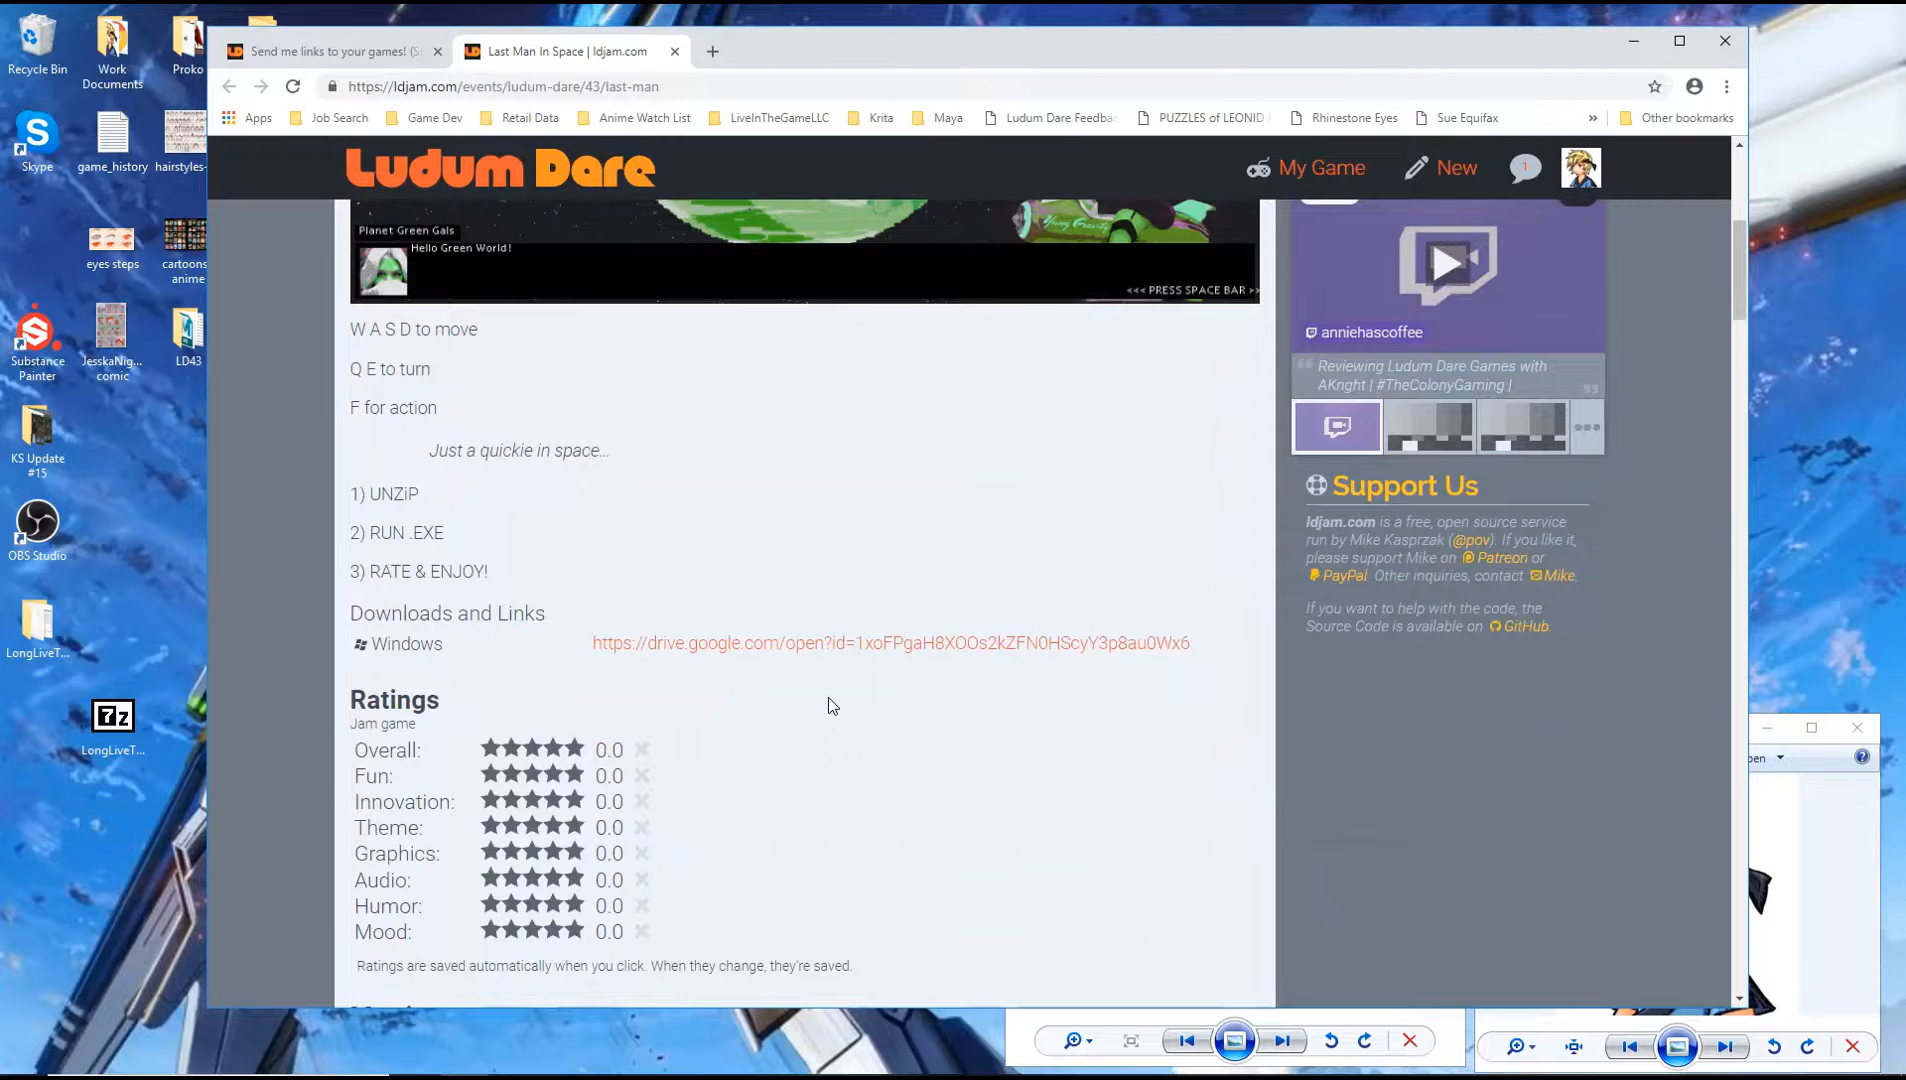 Recycle Bin
Work Documents
Proko
Skype
game_history
hairstyles-
eyes steps
cartoons anime
Substance Painter
JesskaNig... comic
LD43
KS Update #15
OBS Studio
LongLiveT...
7z
LongLiveT...
Send me links to your games! (S
Last Man In Space | ldjam.com
https://ldjam.com/events/ludum-dare/43/last-man
Apps
Job Search
Game Dev
Retail Data
Anime Watch List
LiveInTheGameLLC
Krita
Maya
Ludum Dare Feedba
PUZZLES of LEONID
Rhinestone Eyes
Sue Equifax
»
Other bookmarks
Ludum Dare
My Game
New
1
Planet Green Gals
Hello Green World!
<<< PRESS SPACE BAR >>
W A S D to move
Q E to turn
F for action
Just a quickie in space...
1) UNZiP
2) RUN .EXE
3) RATE & ENJOY!
Downloads and Links
Windows
https://drive.google.com/open?id=1xoFPgaH8XOOs2kZFN0HScyY3p8au0Wx6
Ratings
Jam game
Overall: 0.0
Fun: 0.0
Innovation: 0.0
Theme: 0.0
Graphics: 0.0
Audio: 0.0
Humor: 0.0
Mood: 0.0
Ratings are saved automatically when you click. When they change, they're saved.
anniehascoffee
Reviewing Ludum Dare Games with
AKnght | #TheColonyGaming |
Support Us
ldjam.com is a free, open source service
run by Mike Kasprzak (@pov). If you like it,
please support Mike on Patreon or
PayPal. Other inquiries, contact Mike.
If you want to help with the code, the
Source Code is available on GitHub.
pen